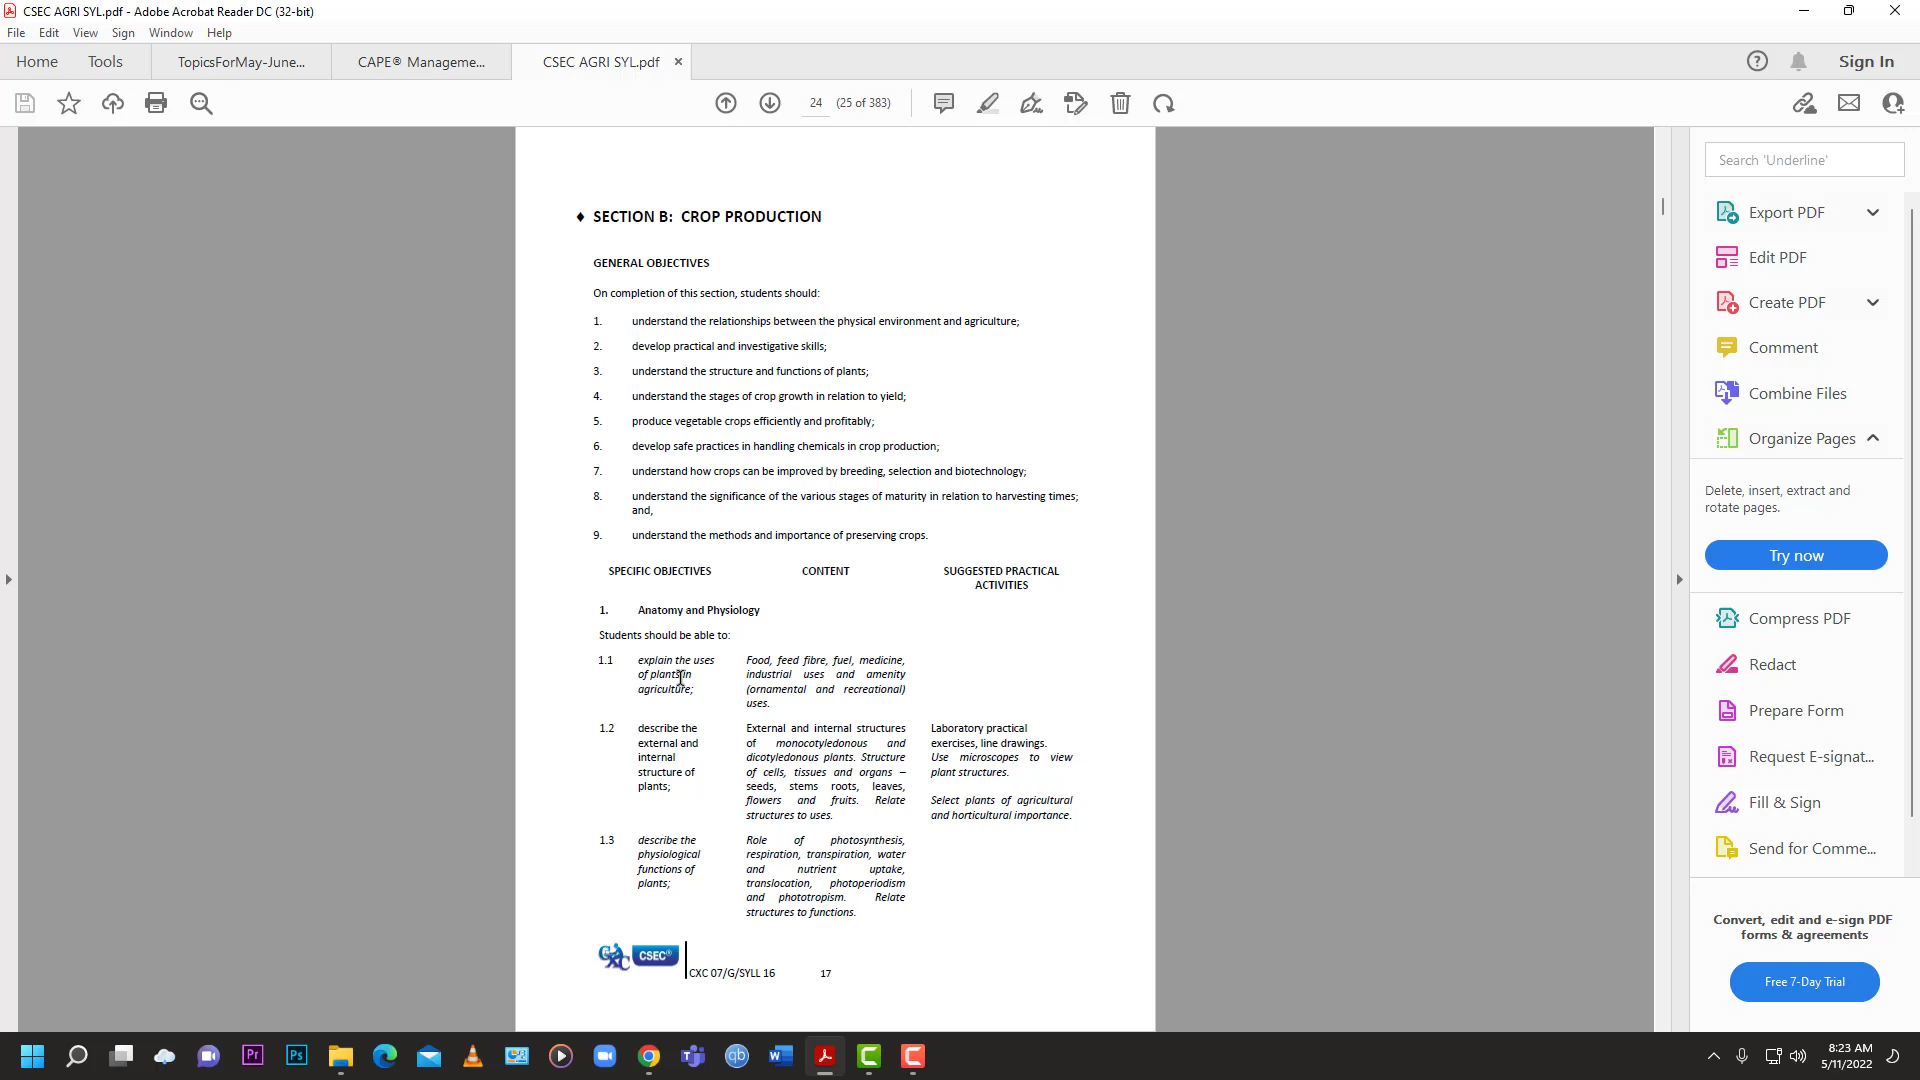 CSEC AGRI SYL.pdf - Adobe Acrobat Reader DC (32-bit)
File Edit View Sign Window Help
Home Tools TopicsForMay-June... CAPE® Manageme... CSEC AGRI SYL.pdf × Sign In
24 (25 of 383)
Search 'Underline'
Export PDF
Edit PDF
Create PDF
Comment
Combine Files
Organize Pages
Delete, insert, extract and
rotate pages.
Try now
Compress PDF
Redact
Prepare Form
Request E-signat...
Fill & Sign
Send for Comme...
Convert, edit and e-sign PDF
forms & agreements
Free 7-Day Trial
♦ SECTION B: CROP PRODUCTION
GENERAL OBJECTIVES
On completion of this section, students should:
1. understand the relationships between the physical environment and agriculture;
2. develop practical and investigative skills;
3. understand the structure and functions of plants;
4. understand the stages of crop growth in relation to yield;
5. produce vegetable crops efficiently and profitably;
6. develop safe practices in handling chemicals in crop production;
7. understand how crops can be improved by breeding, selection and biotechnology;
8. understand the significance of the various stages of maturity in relation to harvesting times;
and,
9. understand the methods and importance of preserving crops.
SPECIFIC OBJECTIVES CONTENT SUGGESTED PRACTICAL
ACTIVITIES
1. Anatomy and Physiology
Students should be able to:
1.1 explain the uses
of plants in
agriculture;
Food, feed fibre, fuel, medicine,
industrial uses and amenity
(ornamental and recreational)
uses.
1.2 describe the
external and
internal
structure of
plants;
External and internal structures
of monocotyledonous and
dicotyledonous plants. Structure
of cells, tissues and organs –
seeds, stems roots, leaves,
flowers and fruits. Relate
structures to uses.
Laboratory practical
exercises, line drawings.
Use microscopes to view
plant structures.
Select plants of agricultural
and horticultural importance.
1.3 describe the
physiological
functions of
plants;
Role of photosynthesis,
respiration, transpiration, water
and nutrient uptake,
translocation, photoperiodism
and phototropism. Relate
structures to functions.
CXC CSEC®
CXC 07/G/SYLL 16 17
Pr Ps qb W
8:23 AM
5/11/2022